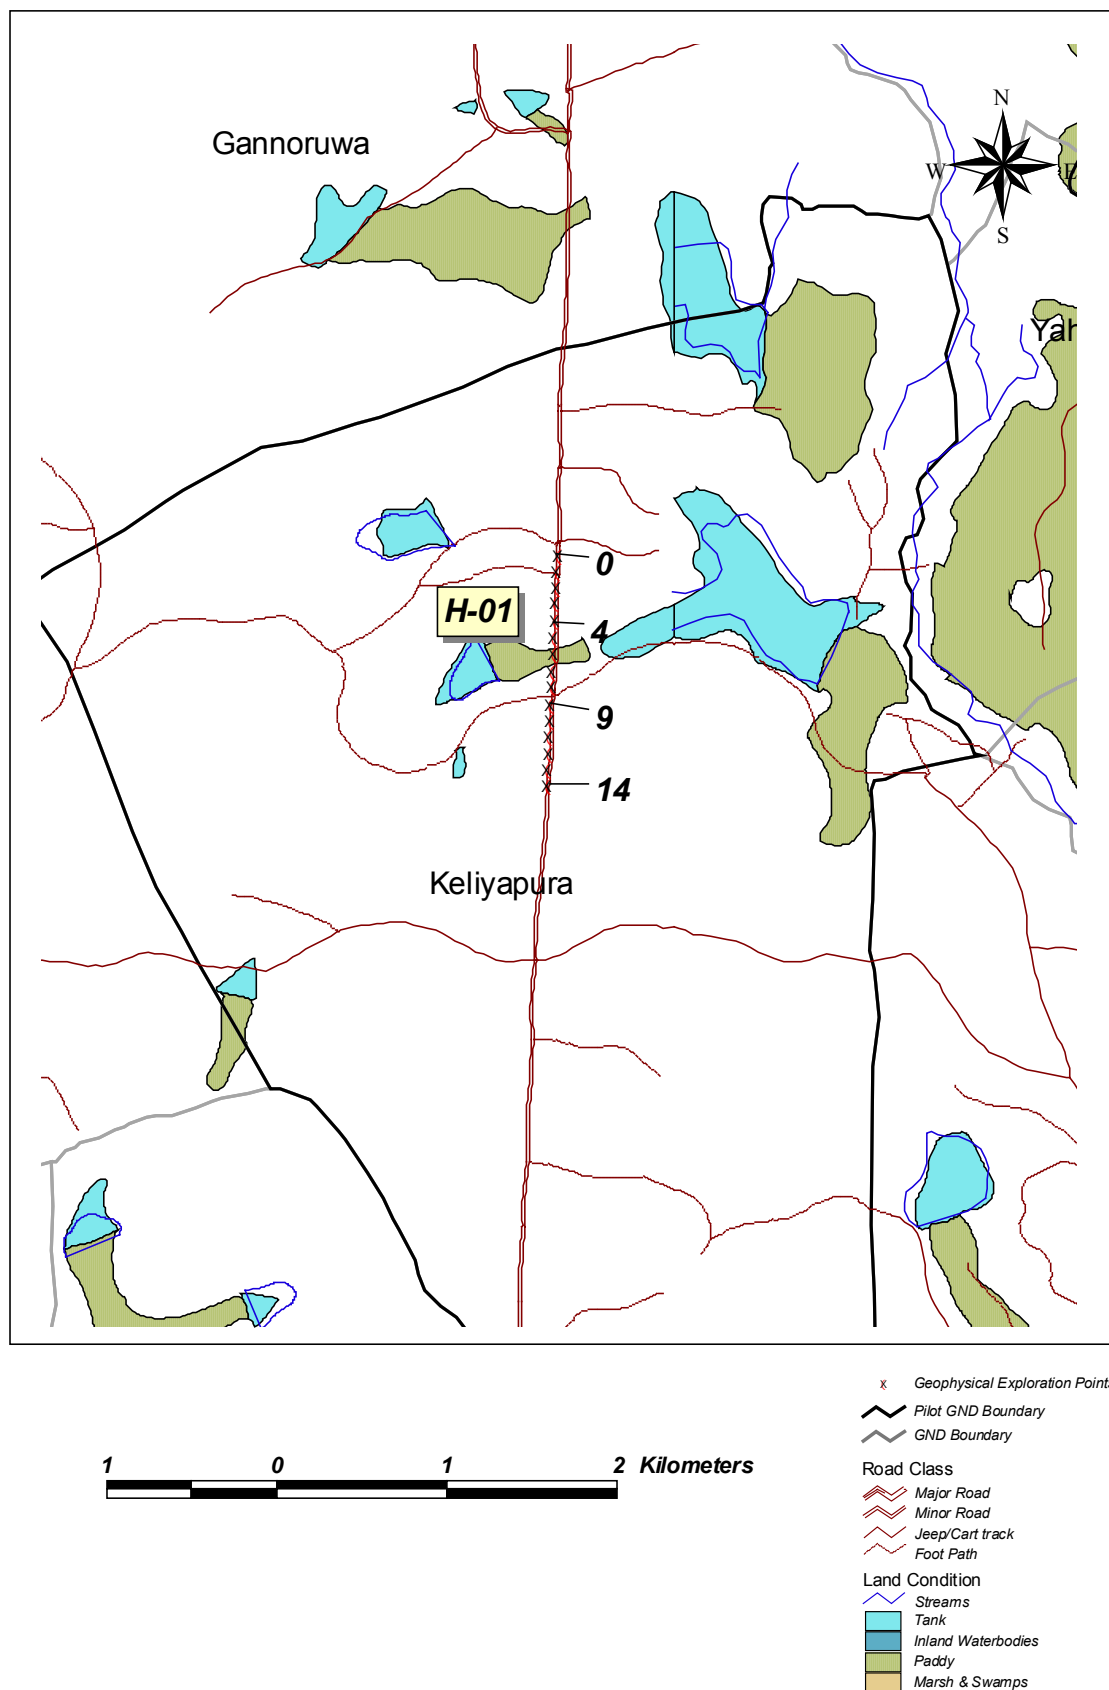 N
Gannoruwa
W
E
S
Yah
0
H-01
4
9
14
Keliyapura
Geophysical Exploration Points
Pilot GND Boundary
GND Boundary
1 0 1 2 Kilometers
Road Class
Major Road
Minor Road
Jeep/Cart track
Foot Path
Land Condition
Streams
Tank
Inland Waterbodies
Paddy
Marsh & Swamps